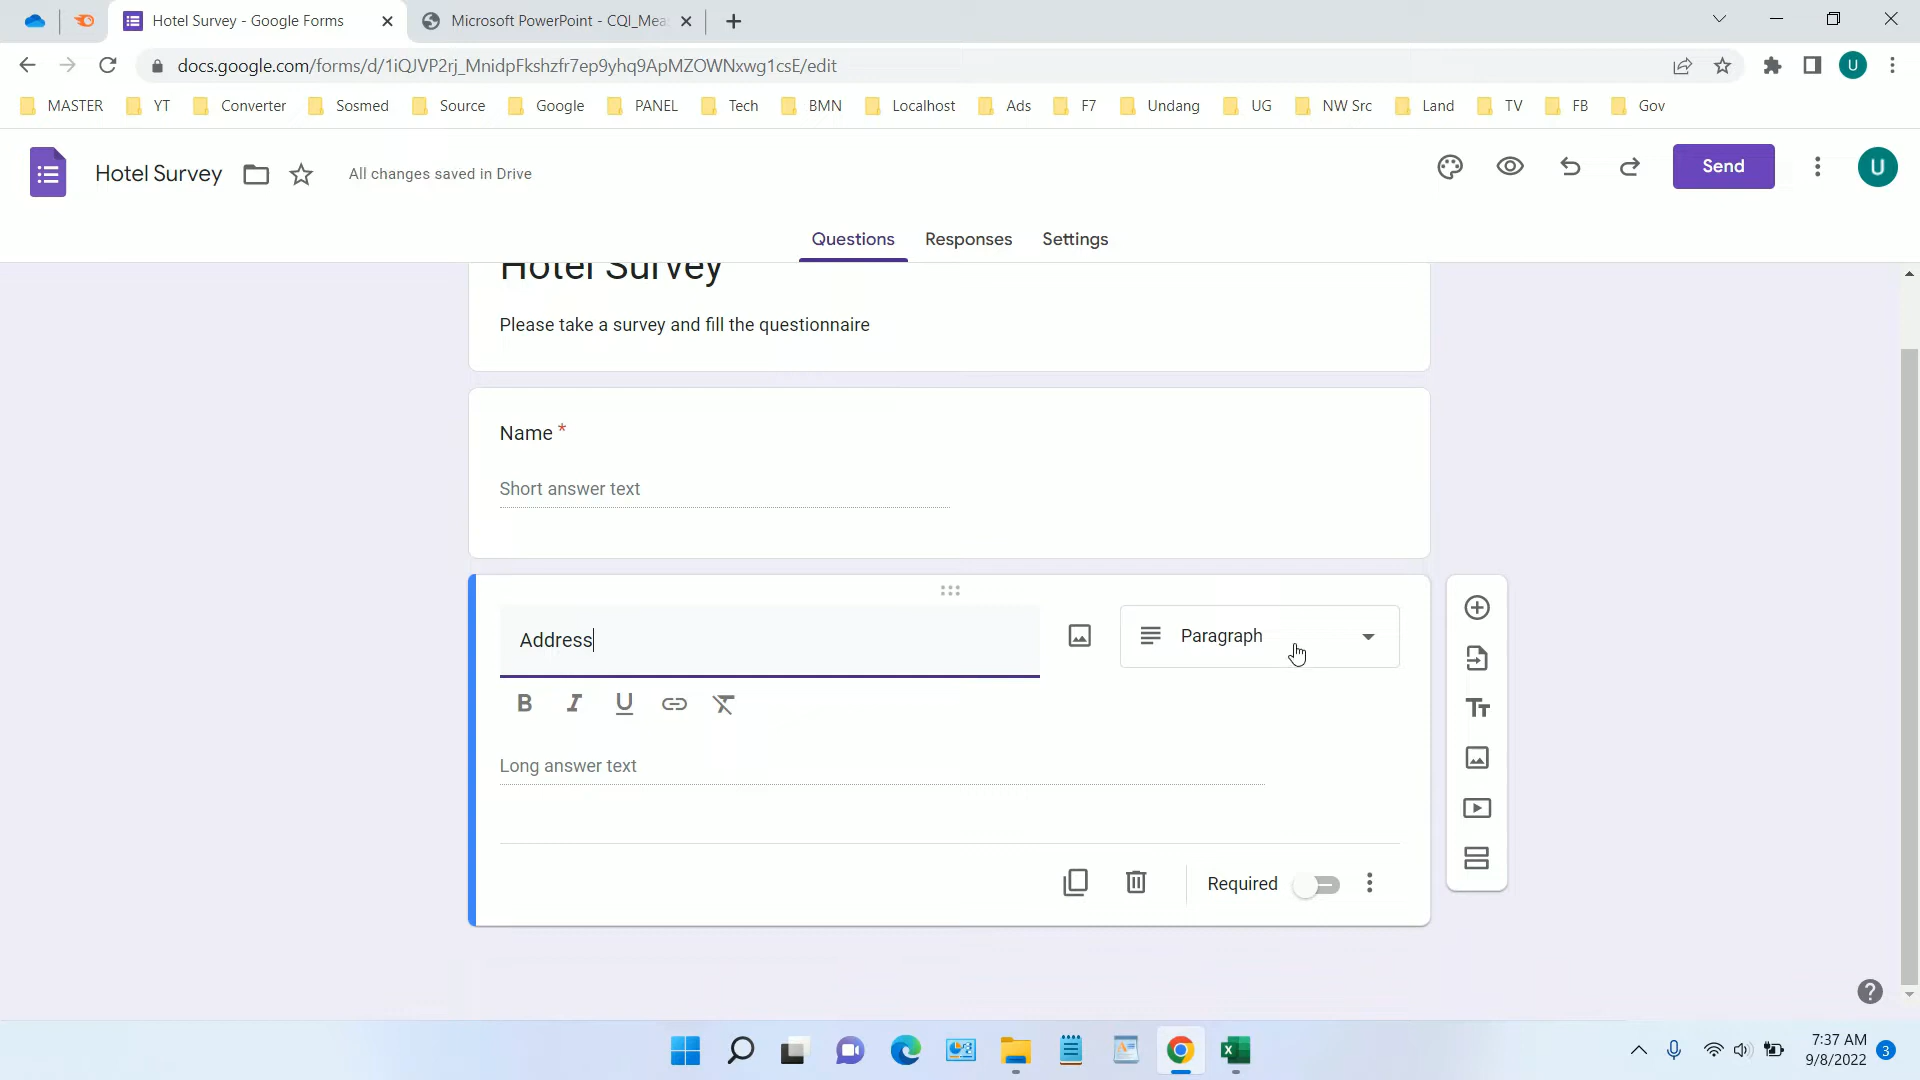 Hotel Survey - Google Forms
Microsoft PowerPoint - CQI_Mea
docs.google.com/forms/d/1iQJVP2rj_MnidpFkshzfr7ep9yhq9ApMZOWNxwg1csE/edit
U
MASTER YT Converter Sosmed Source Google PANEL Tech BMN Localhost Ads F7 Undang UG NW Src Land TV FB Gov
Hotel Survey
All changes saved in Drive
Send
U
Questions Responses Settings
Hotel Survey
Please take a survey and fill the questionnaire
Name *
Short answer text
Address
Paragraph
B I U
Long answer text
Required
7:37 AM
9/8/2022
3